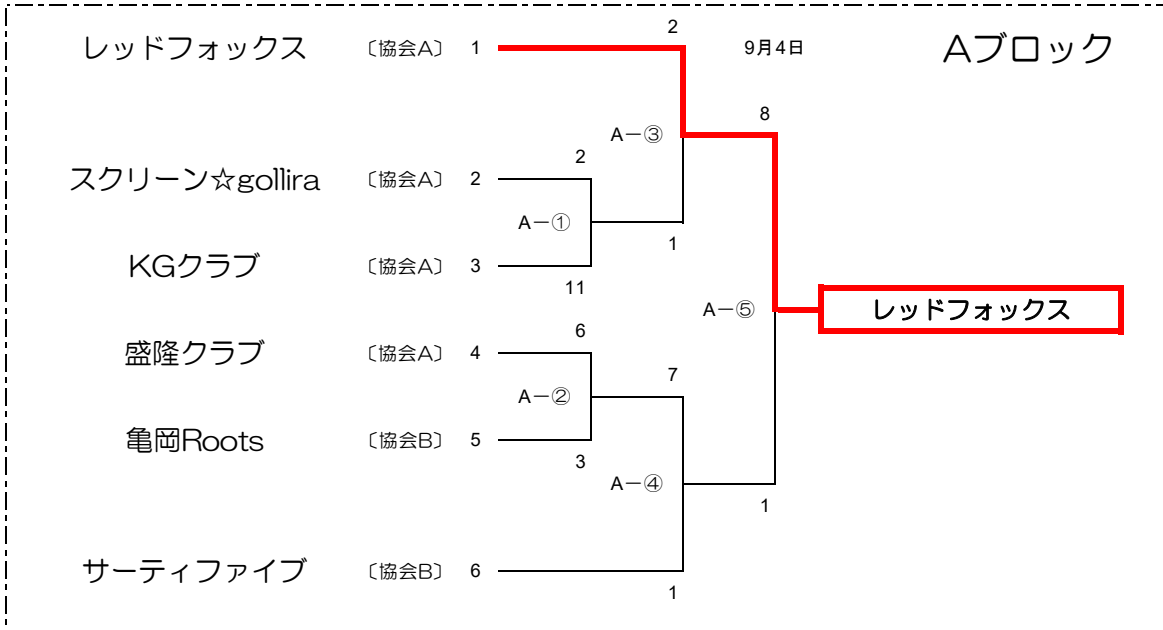 2
レッドフォックス 〔協会A〕 1 9月4日 Aブロック
8
A-③
2
スクリーン☆gollira 〔協会A〕 2
A-①
1
KGクラブ 〔協会A〕 3
11
A-⑤ レッドフォックス
6
盛隆クラブ 〔協会A〕 4
7
A-②
亀岡Roots 〔協会B〕 5
3
A-④
1
サーティファイブ 〔協会B〕 6
1